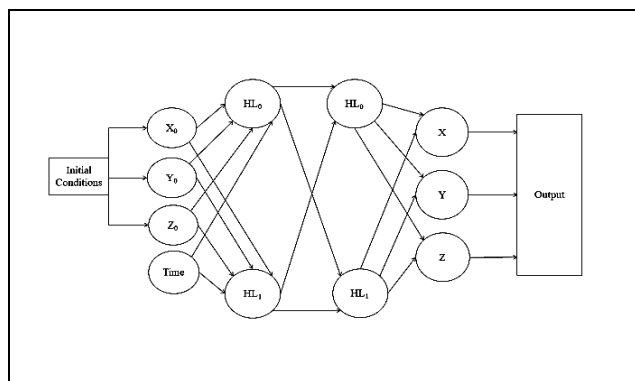 HL₀
HL₀
X₀
X
Initial
Conditions
Y₀
Y
Output
Z₀
Z
Time
HL₁
HL₁